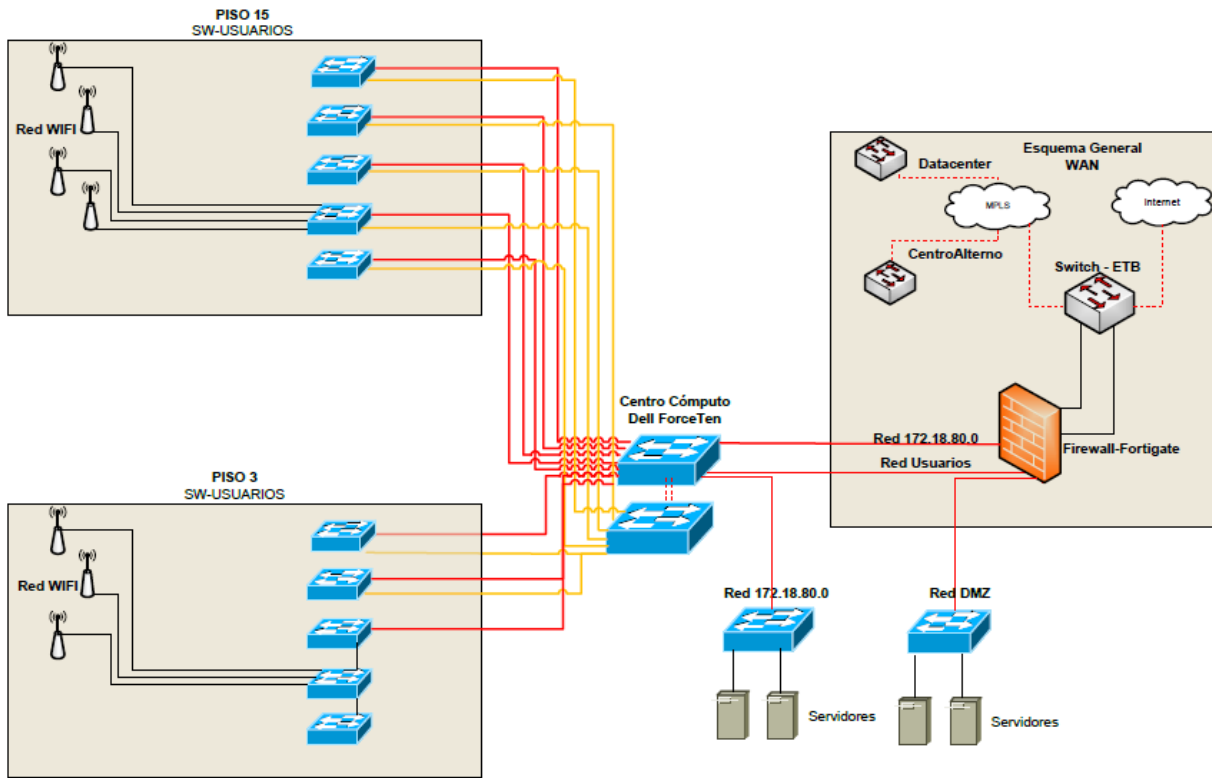 PISO 15
SW-USUARIOS
Red WIFI
Esquema General
WAN
Datacenter
MPLS
Internet
CentroAlterno
Switch - ETB
Centro Cómputo
Dell ForceTen
Red 172.18.80.0
Firewall-Fortigate
Red Usuarios
PISO 3
SW-USUARIOS
Red WIFI
Red 172.18.80.0
Red DMZ
Servidores
Servidores